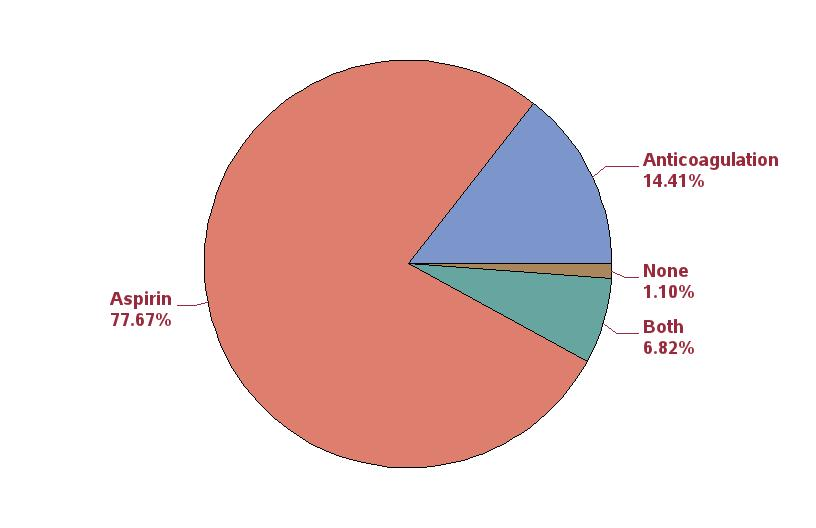 Anticoagulation
14.41%
None
1.10%
Aspirin
77.67%
Both
6.82%